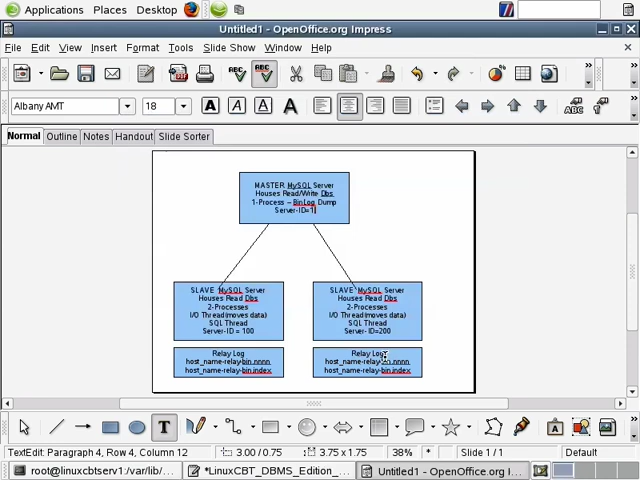 Applications Places Desktop
Untitled1 - OpenOffice.org Impress
File Edit View Insert Format Tools Slide Show Window Help
ABC ABC
Albany AMT 18 A A A A ABC
Normal Outline Notes Handout Slide Sorter
MASTER MySQL Server
Houses Read/Write Dbs
1-Process – BinLog Dump
Server-ID=1
SLAVE MySQL Server
Houses Read Dbs
2-Processes
I/O Thread(moves data)
SQL Thread
Server-ID = 100
SLAVE MySQL Server
Houses Read Dbs
2-Processes
I/O Thread(moves data)
SQL Thread
Server-ID=200
Relay Log
host_name-relay-bin.nnnn
host_name-relay-bin.index
Relay Log
host_name-relay-bin.nnnn
host_name-relay-bin.index
T
TextEdit: Paragraph 4, Row 4, Column 12 3.00 / 0.75 3.75 x 1.75 38% * Slide 1 / 1 Default
root@linuxcbtserv1:/var/lib/ *LinuxCBT_DBMS_Edition_... Untitled1 - OpenOffice.org I...